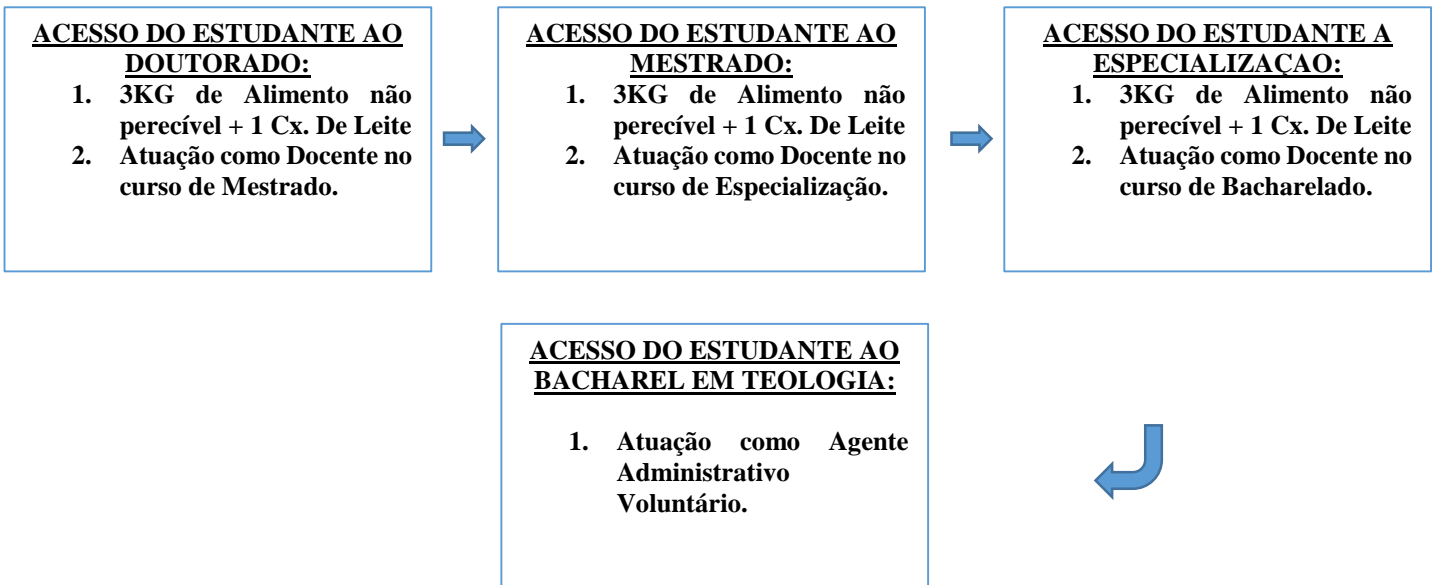 ACESSO DO ESTUDANTE AO
DOUTORADO:
1. 3KG de Alimento não
perecível + 1 Cx. De Leite
2. Atuação como Docente no
curso de Mestrado.
ACESSO DO ESTUDANTE AO
MESTRADO:
1. 3KG de Alimento não
perecível + 1 Cx. De Leite
2. Atuação como Docente no
curso de Especialização.
ACESSO DO ESTUDANTE A
ESPECIALIZAÇAO:
1. 3KG de Alimento não
perecível + 1 Cx. De Leite
2. Atuação como Docente no
curso de Bacharelado.
ACESSO DO ESTUDANTE AO
BACHAREL EM TEOLOGIA:
1. Atuação como Agente
Administrativo
Voluntário.